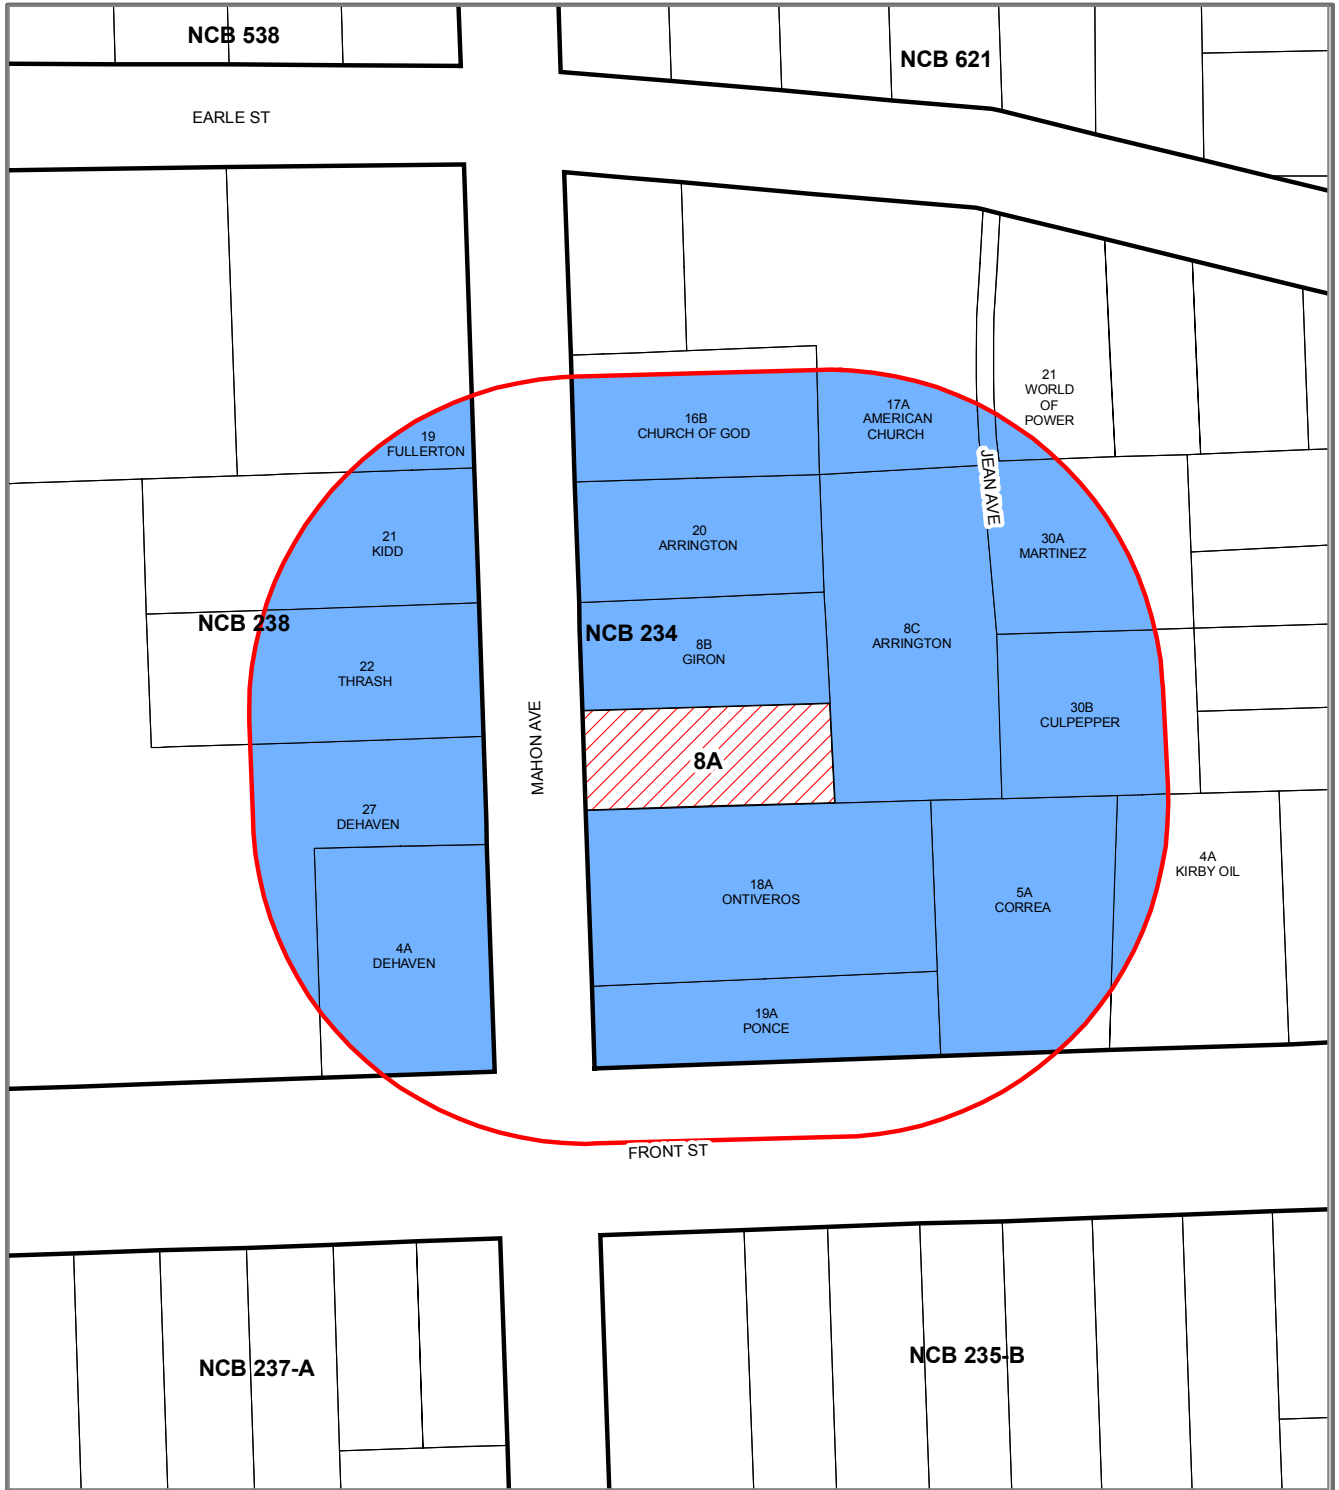 NCB 538
NCB 621
EARLE ST
21
WORLD
OF
POWER
16B
CHURCH OF GOD
17A
AMERICAN
CHURCH
19
FULLERTON
JEAN AVE
20
ARRINGTON
21
KIDD
30A
MARTINEZ
NCB 238
NCB 234
8B
GIRON
8C
ARRINGTON
22
THRASH
30B
CULPEPPER
MAHON AVE
8A
27
DEHAVEN
4A
KIRBY OIL
18A
ONTIVEROS
5A
CORREA
4A
DEHAVEN
19A
PONCE
FRONT ST
NCB 237-A
NCB 235-B